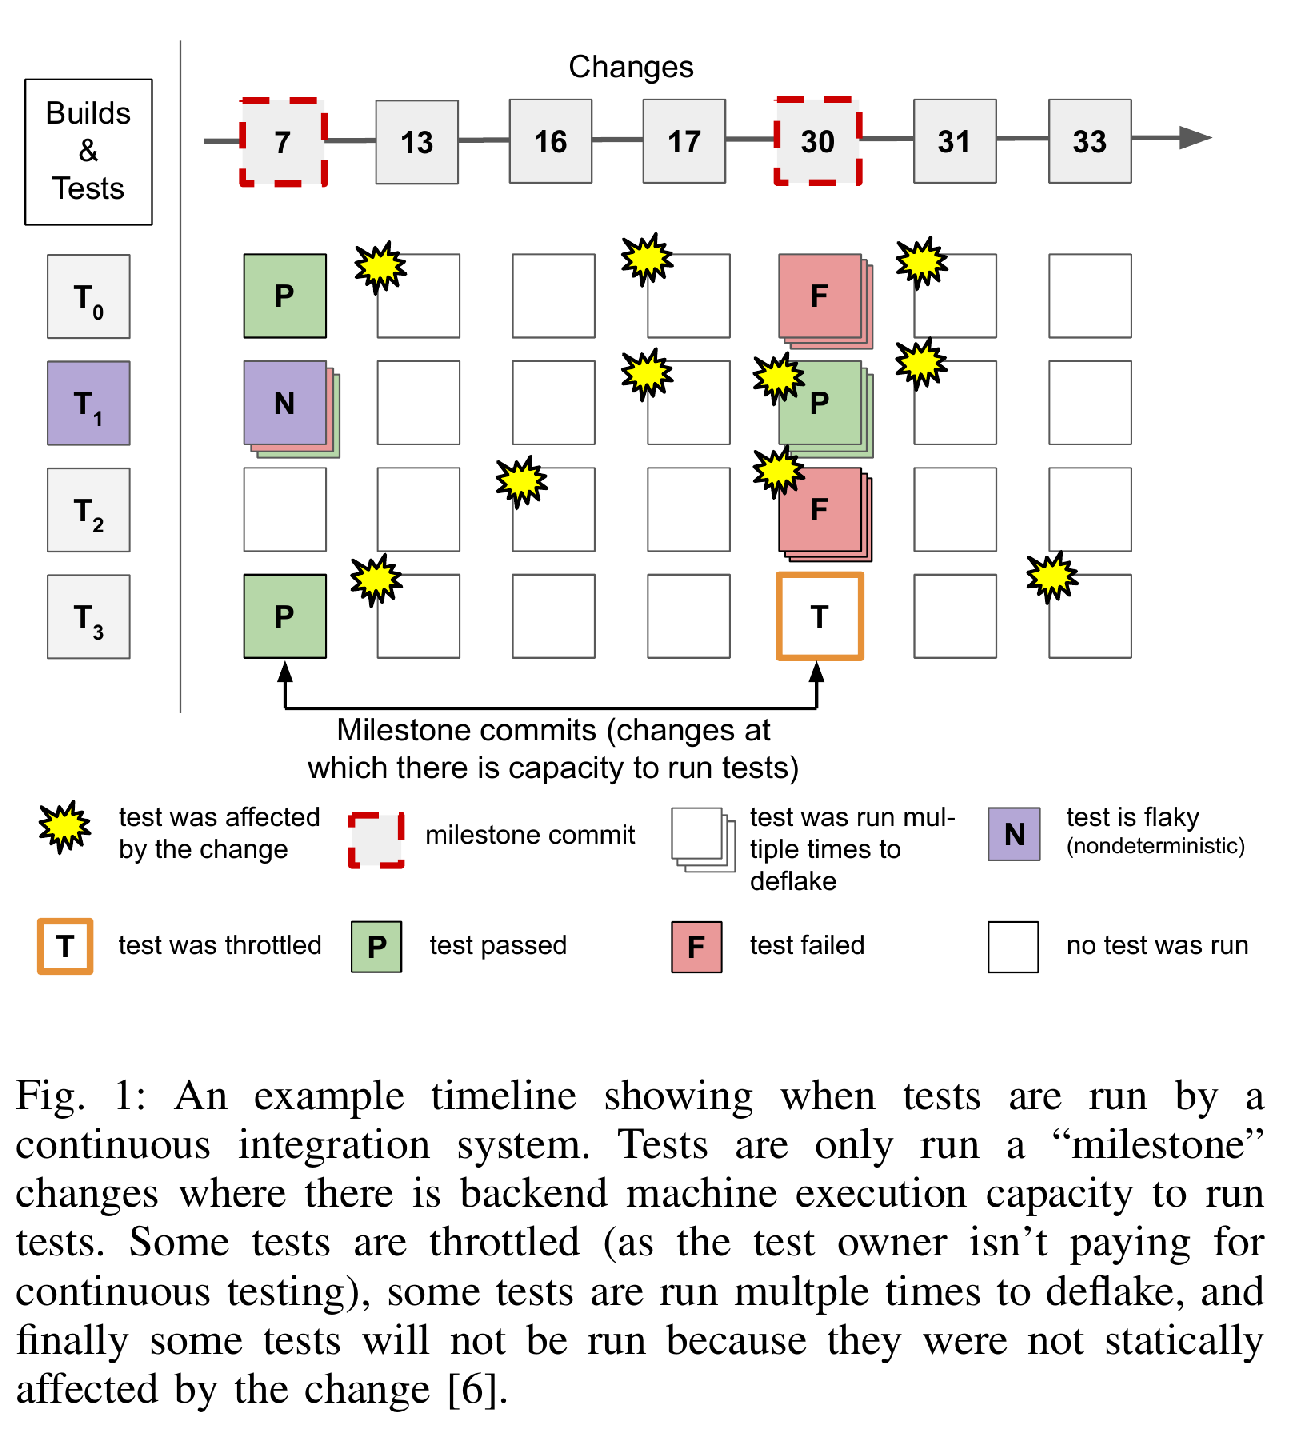 Changes
Builds
&
Tests
7 13 16 17 30 31 33
T0 P F
T1 N P
T2 F
T3 P T
Milestone commits (changes at
which there is capacity to run tests)
test was affected
by the change
milestone commit
test was run mul-
tiple times to
deflake
N test is flaky
(nondeterministic)
T test was throttled
P test passed
F test failed
no test was run
Fig. 1: An example timeline showing when tests are run by a
continuous integration system. Tests are only run a “milestone”
changes where there is backend machine execution capacity to run
tests. Some tests are throttled (as the test owner isn’t paying for
continuous testing), some tests are run multple times to deflake, and
finally some tests will not be run because they were not statically
affected by the change [6].